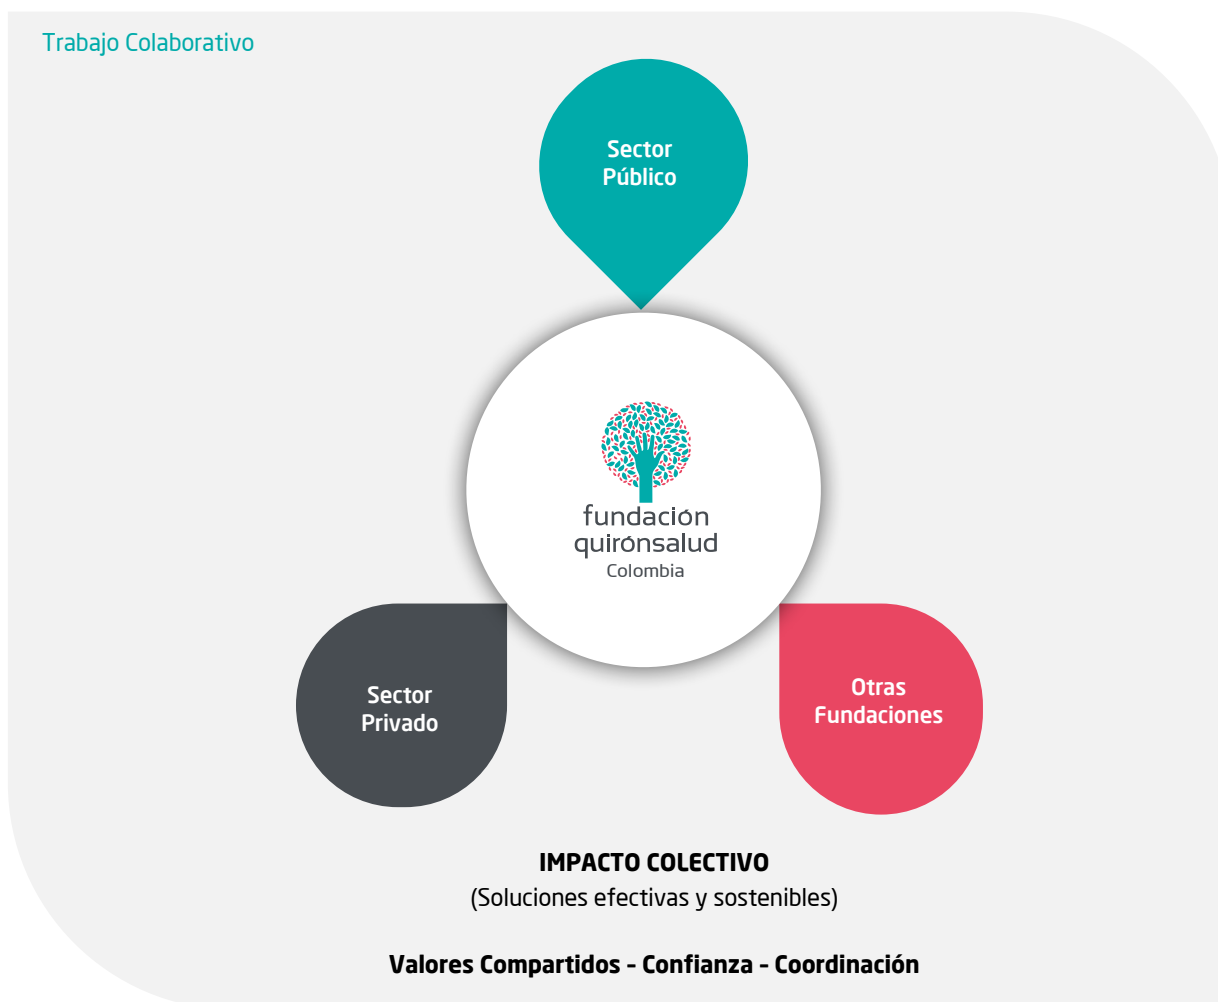 Trabajo Colaborativo
Sector
Público
fundación
quirónsalud
Colombia
Sector
Privado
Otras
Fundaciones
IMPACTO COLECTIVO
(Soluciones efectivas y sostenibles)
Valores Compartidos – Confianza – Coordinación